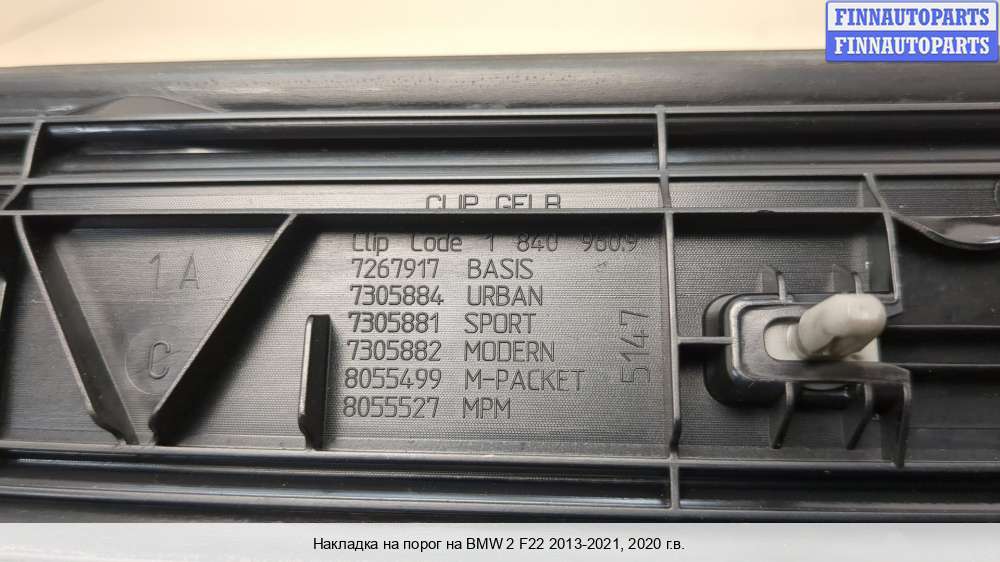 FINNAUTOPARTS
FINNAUTOPARTS
CLIP GELB
Clip Code 1 840 980.9
1A
7267917 BASIS
7305884 URBAN
7305881 SPORT
7305882 MODERN
8055499 M-PACKET
8055527 MPM
C
5147
Накладка на порог на BMW 2 F22 2013-2021, 2020 г.в.